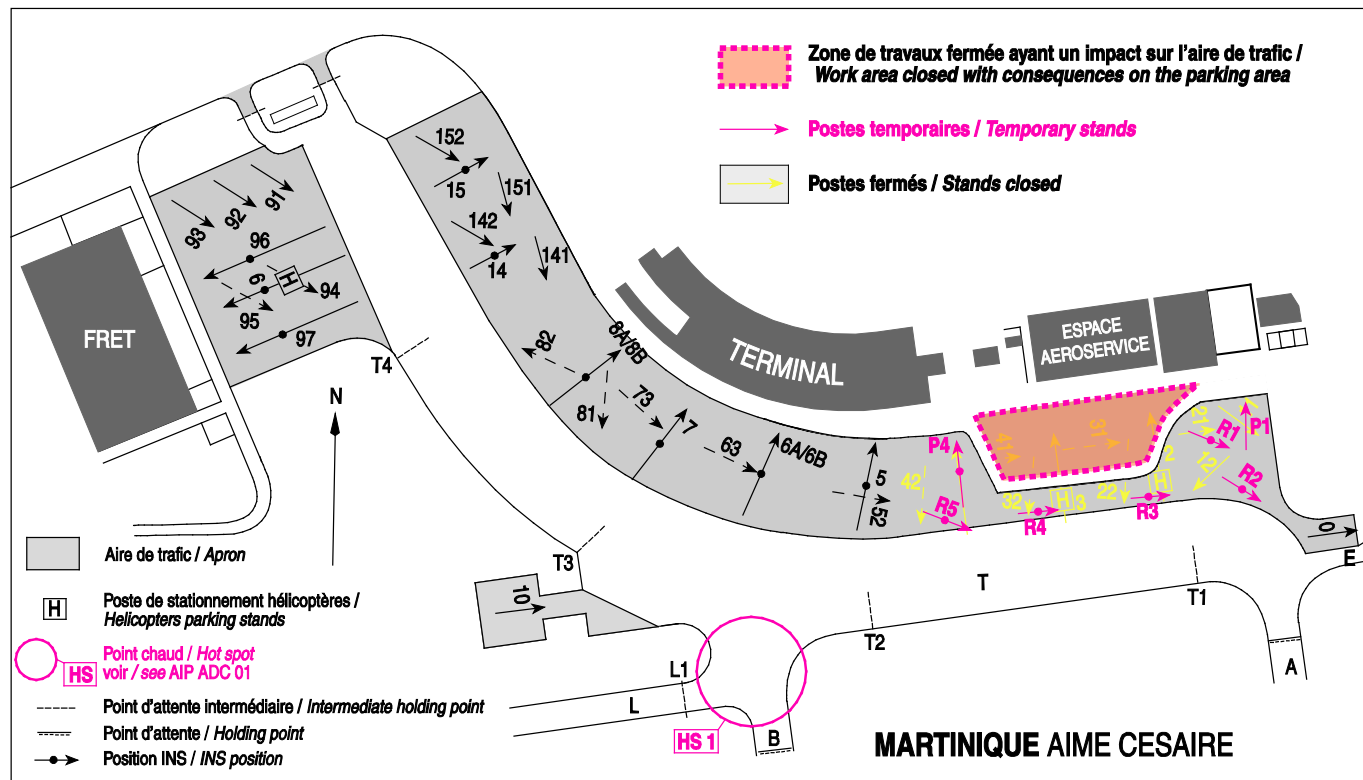 Zone de travaux fermée ayant un impact sur l'aire de trafic /
Work area closed with consequences on the parking area
Postes temporaires / Temporary stands
Postes fermés / Stands closed
152
15
151
142
14
141
91
92
93
96
9
H
94
95
97
FRET
T4
N
82
8A/8B
81
73
7
63
6A/6B
5
52
TERMINAL
ESPACE
AEROSERVICE
41
31
21
R1
P1
2
12
R2
P4
42
R5
32
H
3
R4
22
H
R3
0
E
T3
10
T
T1
T2
A
L1
L
B
HS 1
Aire de trafic / Apron
H
Poste de stationnement hélicoptères /
Helicopters parking stands
HS
Point chaud / Hot spot
voir / see AIP ADC 01
Point d'attente intermédiaire / Intermediate holding point
Point d'attente / Holding point
Position INS / INS position
MARTINIQUE AIME CESAIRE